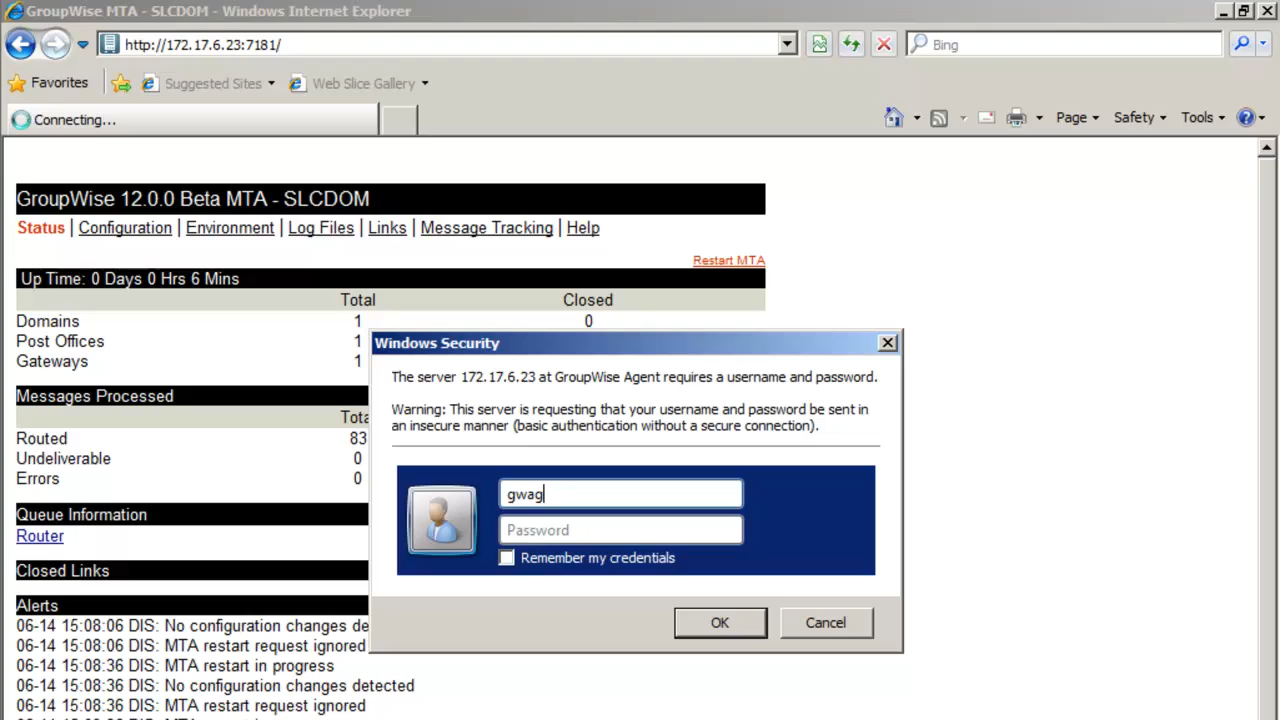 GroupWise MTA - SLCDOM - Windows Internet Explorer
http://172.17.6.23:7181/
Bing
Favorites
Suggested Sites
Web Slice Gallery
Connecting...
Page
Safety
Tools
GroupWise 12.0.0 Beta MTA - SLCDOM
Status | Configuration | Environment | Log Files | Links | Message Tracking | Help
Restart MTA
Up Time: 0 Days 0 Hrs 6 Mins
Total Closed
Domains 1 0
Post Offices 1
Gateways 1
Messages Processed
Routed 83
Undeliverable 0
Errors 0
Queue Information
Router
Closed Links
Alerts
06-14 15:08:06 DIS: No configuration changes de
06-14 15:08:06 DIS: MTA restart request ignored
06-14 15:08:36 DIS: MTA restart in progress
06-14 15:08:36 DIS: No configuration changes detected
06-14 15:08:36 DIS: MTA restart request ignored
Windows Security
The server 172.17.6.23 at GroupWise Agent requires a username and password.
Warning: This server is requesting that your username and password be sent in
an insecure manner (basic authentication without a secure connection).
gwag
Password
Remember my credentials
OK
Cancel